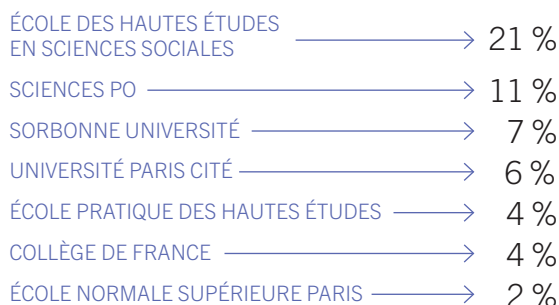 ÉCOLE DES HAUTES ÉTUDES
EN SCIENCES SOCIALES 21 %
SCIENCES PO 11 %
SORBONNE UNIVERSITÉ 7 %
UNIVERSITÉ PARIS CITÉ 6 %
ÉCOLE PRATIQUE DES HAUTES ÉTUDES 4 %
COLLÈGE DE FRANCE 4 %
ÉCOLE NORMALE SUPÉRIEURE PARIS 2 %